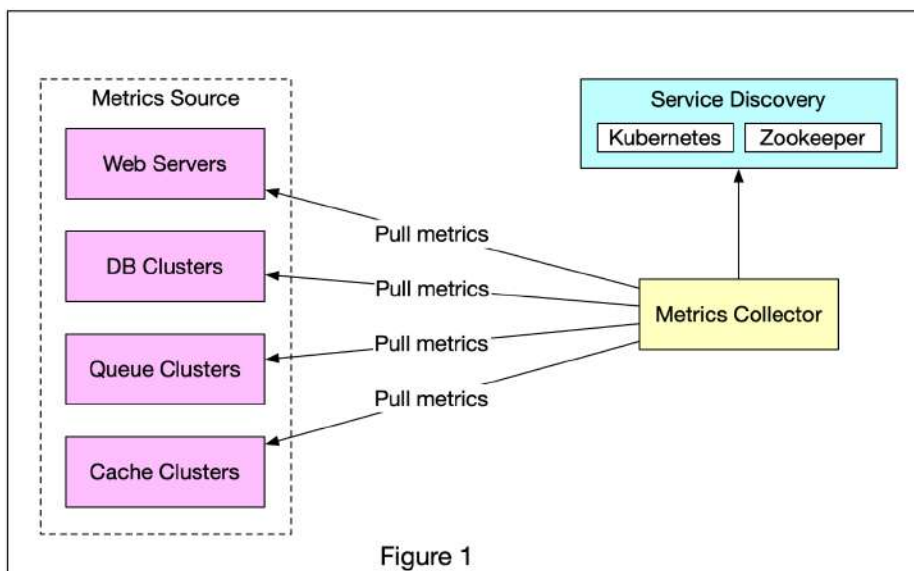 Metrics Source
Web Servers
DB Clusters
Queue Clusters
Cache Clusters
Pull metrics
Pull metrics
Pull metrics
Pull metrics
Service Discovery
Kubernetes Zookeeper
Metrics Collector
Figure 1